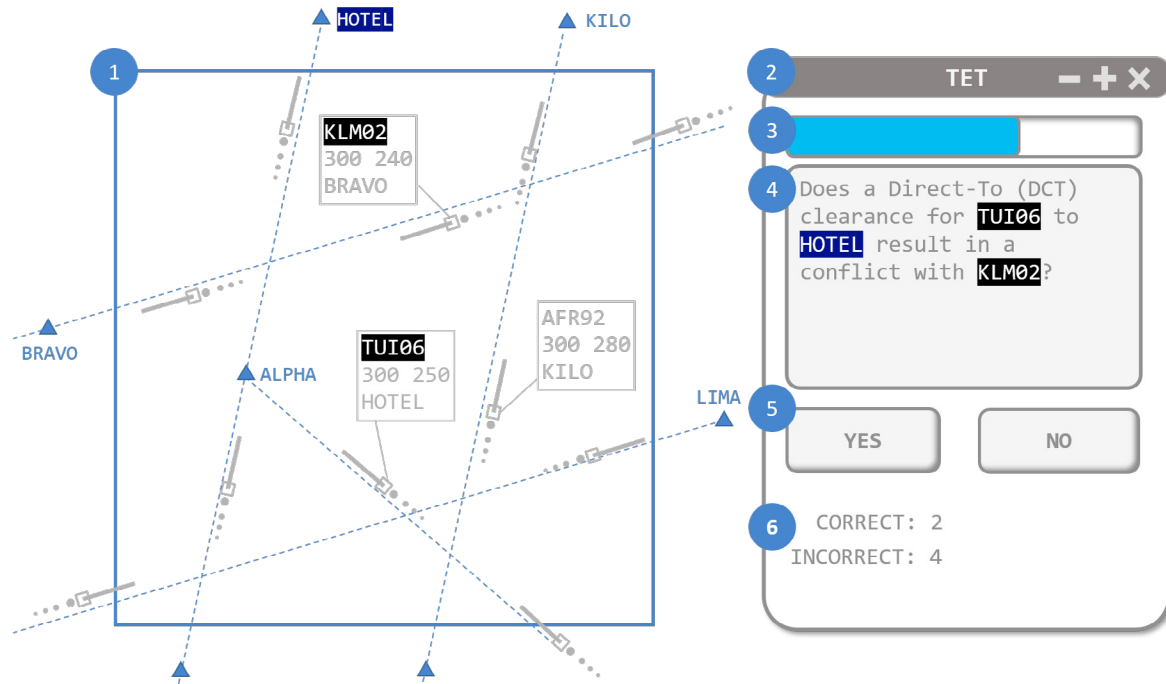 HOTEL
KILO
1
KLM02
300 240
BRAVO
BRAVO
ALPHA
TUI06
300 250
HOTEL
AFR92
300 280
KILO
LIMA
2
TET
3
4
Does a Direct-To (DCT)
clearance for TUI06 to
HOTEL result in a
conflict with KLM02?
5
YES
NO
6
CORRECT: 2
INCORRECT: 4